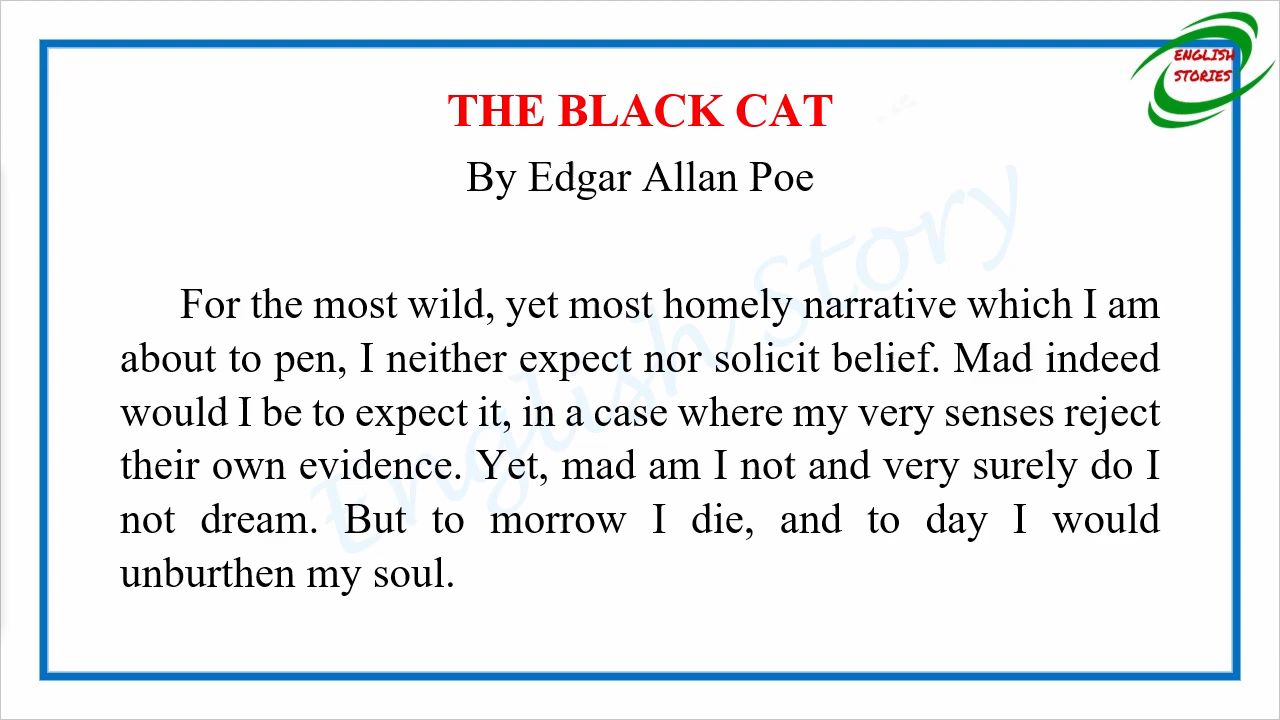 ENGLISH
STORIES
THE BLACK CAT
By Edgar Allan Poe
English Story
For the most wild, yet most homely narrative which I am
about to pen, I neither expect nor solicit belief. Mad indeed
would I be to expect it, in a case where my very senses reject
their own evidence. Yet, mad am I not and very surely do I
not dream. But to morrow I die, and to day I would
unburthen my soul.